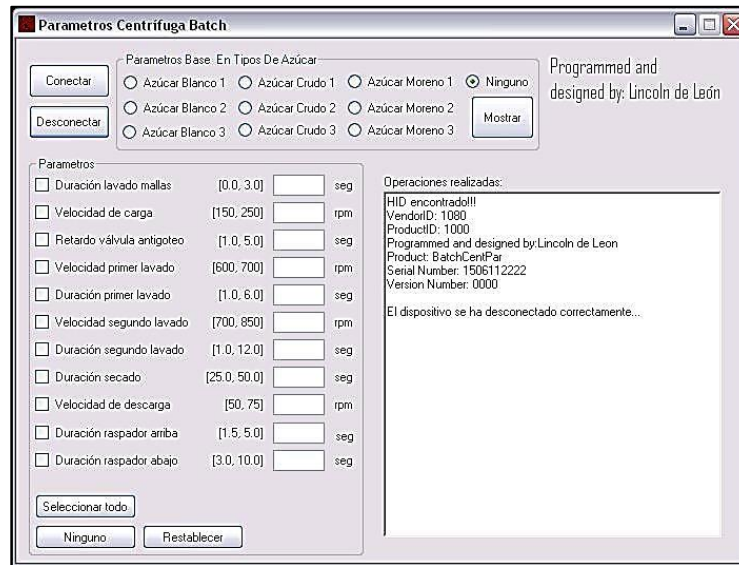 Parametros Centrífuga Batch
Conectar
Desconectar
Parametros Base En Tipos De Azúcar
Azúcar Blanco 1 Azúcar Crudo 1 Azúcar Moreno 1 Ninguno
Azúcar Blanco 2 Azúcar Crudo 2 Azúcar Moreno 2
Azúcar Blanco 3 Azúcar Crudo 3 Azúcar Moreno 3
Mostrar
Programmed and
designed by: Lincoln de León
Parametros
Duración lavado mallas [0.0, 3.0] seg
Velocidad de carga [150, 250] rpm
Retardo válvula antigoteo [1.0, 5.0] seg
Velocidad primer lavado [600, 700] rpm
Duración primer lavado [1.0, 6.0] seg
Velocidad segundo lavado [700, 850] rpm
Duración segundo lavado [1.0, 12.0] seg
Duración secado [25.0, 50.0] seg
Velocidad de descarga [50, 75] rpm
Duración raspador arriba [1.5, 5.0] seg
Duración raspador abajo [3.0, 10.0] seg
Seleccionar todo
Ninguno Restablecer
Operaciones realizadas:
HID encontrado!!!
VendorID: 1080
ProductID: 1000
Programmed and designed by:Lincoln de Leon
Product: BatchCentPar
Serial Number: 1506112222
Version Number: 0000
El dispositivo se ha desconectado correctamente...